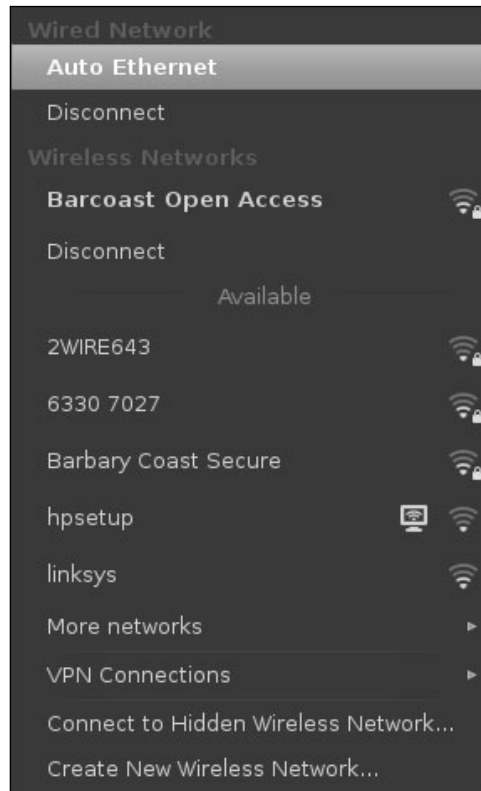 Wired Network
Auto Ethernet
Disconnect
Wireless Networks
Barcoast Open Access
Disconnect
Available
2WIRE643
6330 7027
Barbary Coast Secure
hpsetup
linksys
More networks
VPN Connections
Connect to Hidden Wireless Network...
Create New Wireless Network...